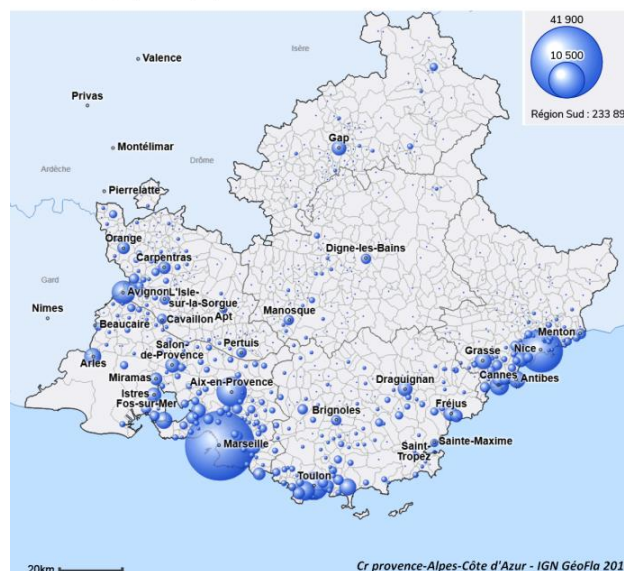 41 900
10 500
Région Sud : 233 89
Isère
Valence
Privas
Gap
Montélimar
Ardèche
Drôme
Pierrelatte
Orange
Carpentras
Digne-les-Bains
Gard
Avignon
L'Isle-
sur-la-Sorgue
Nîmes
Apt
Manosque
Beaucaire
Cavaillon
Menton
Nice
Grasse
Salon-
de-Provence
Pertuis
Arles
Cannes
Antibes
Miramas
Aix-en-Provence
Draguignan
Istres
Fos-sur-Mer
Fréjus
Brignoles
Marseille
Saint-
Tropez
Sainte-Maxime
Toulon
20km
Cr provence-Alpes-Côte d'Azur - IGN GéoFla 201